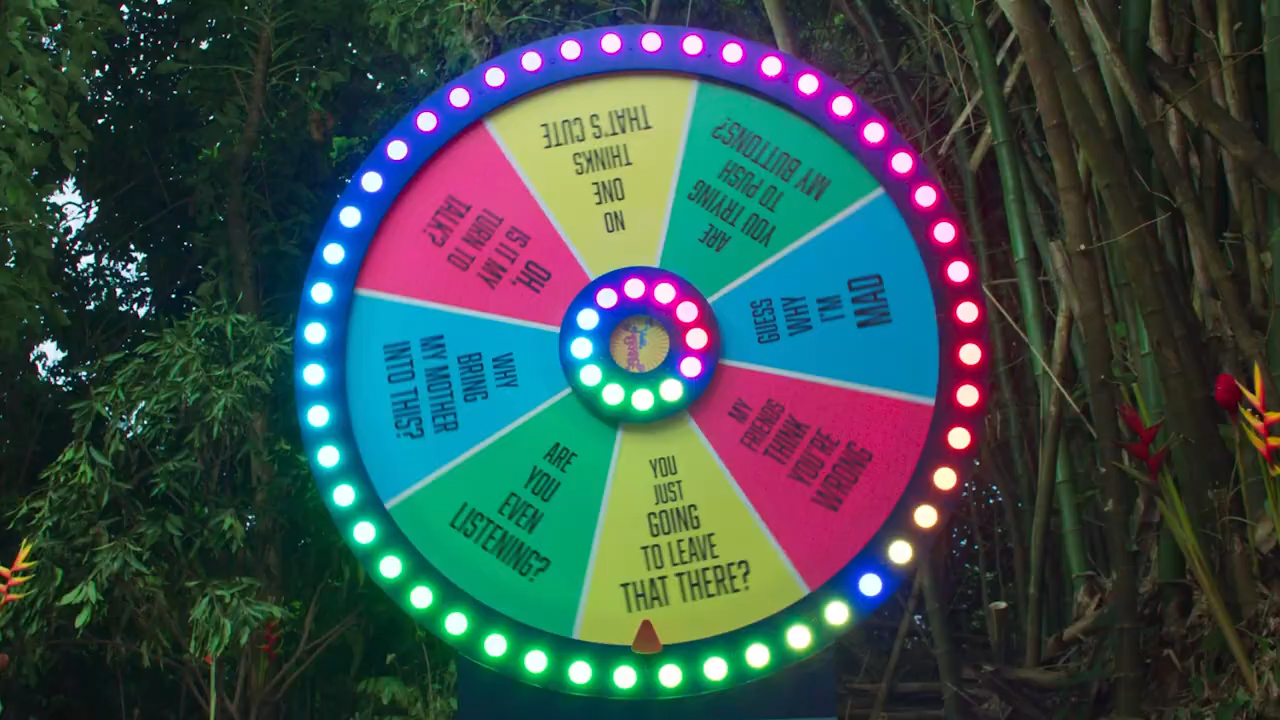 NO
ONE
THINKS
THAT'S CUTE
ARE
YOU TRYING
TO PUSH
MY BUTTONS?
GUESS
WHY
I'M
MAD
MY
FRIENDS
THINK
YOU'RE
WRONG
YOU
JUST
GOING
TO LEAVE
THAT THERE?
ARE
YOU
EVEN
LISTENING?
WHY
BRING
MY MOTHER
INTO THIS?
OH,
IS IT MY
TURN TO
TALK?